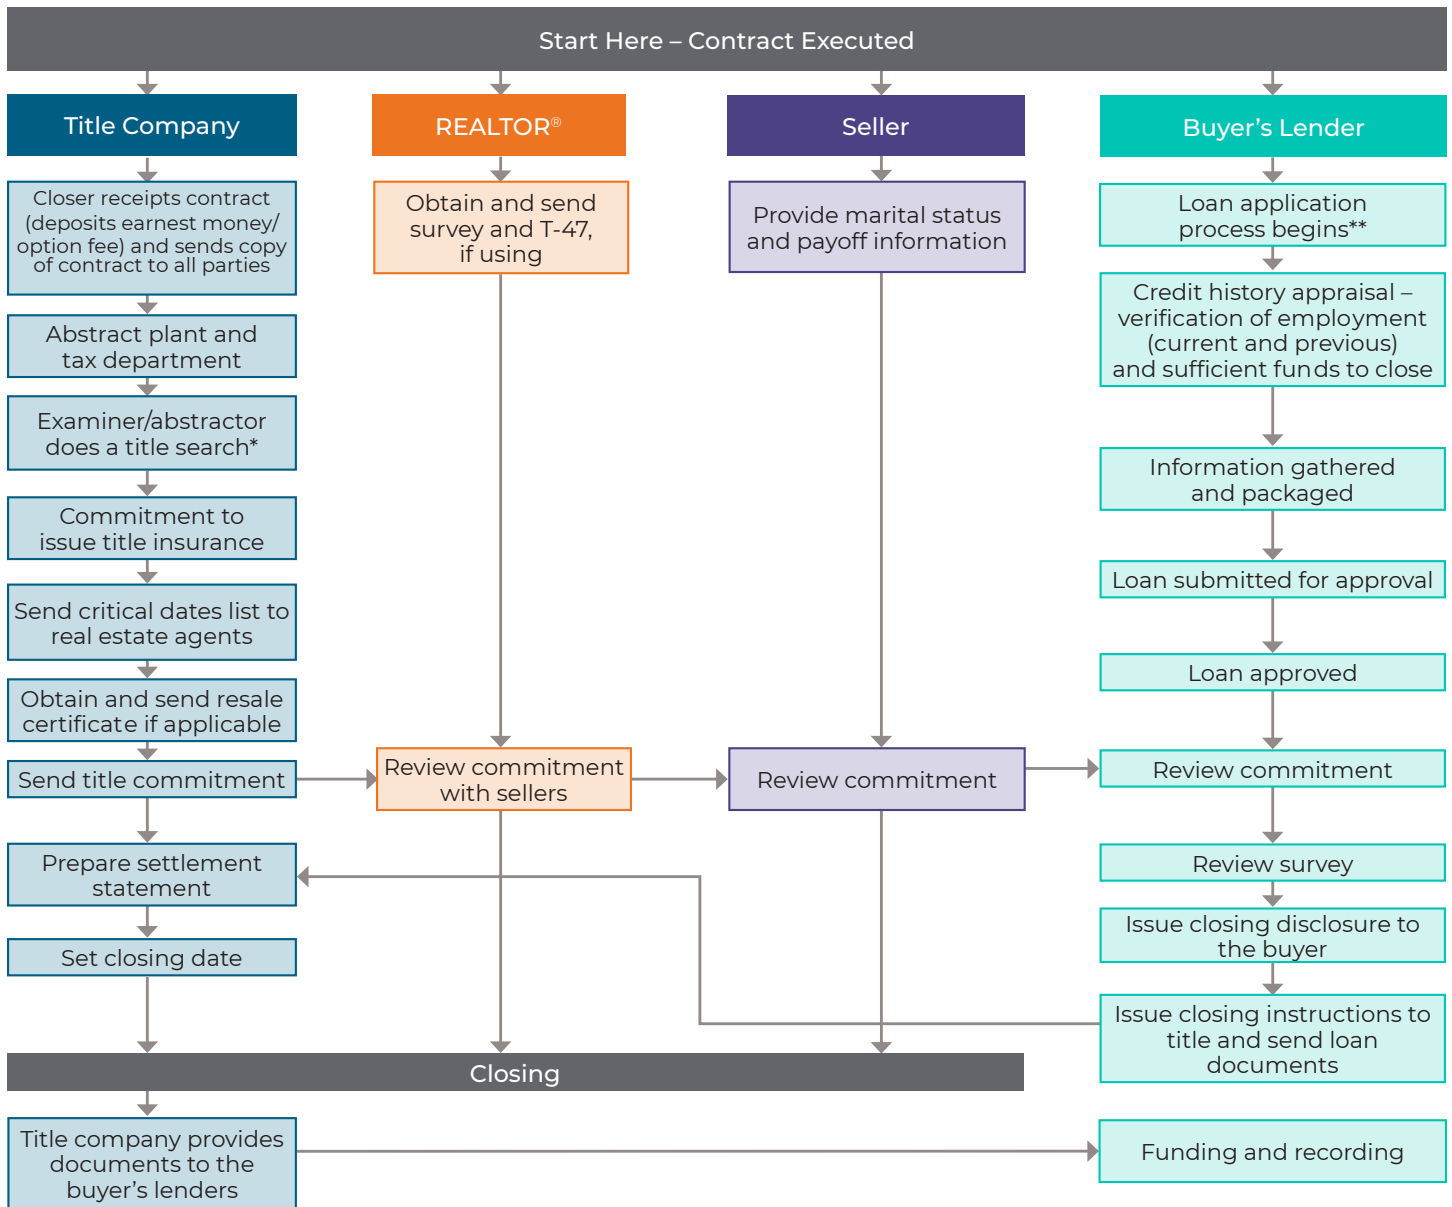 Start Here – Contract Executed
Title Company
Closer receipts contract
(deposits earnest money/
option fee) and sends copy
of contract to all parties
Abstract plant and
tax department
Examiner/abstractor
does a title search*
Commitment to
issue title insurance
Send critical dates list to
real estate agents
Obtain and send resale
certificate if applicable
Send title commitment
Prepare settlement
statement
Set closing date
REALTOR®
Obtain and send
survey and T-47,
if using
Review commitment
with sellers
Seller
Provide marital status
and payoff information
Review commitment
Buyer’s Lender
Loan application
process begins**
Credit history appraisal –
verification of employment
(current and previous)
and sufficient funds to close
Information gathered
and packaged
Loan submitted for approval
Loan approved
Review commitment
Review survey
Issue closing disclosure to
the buyer
Issue closing instructions to
title and send loan
documents
Closing
Title company provides
documents to the
buyer’s lenders
Funding and recording